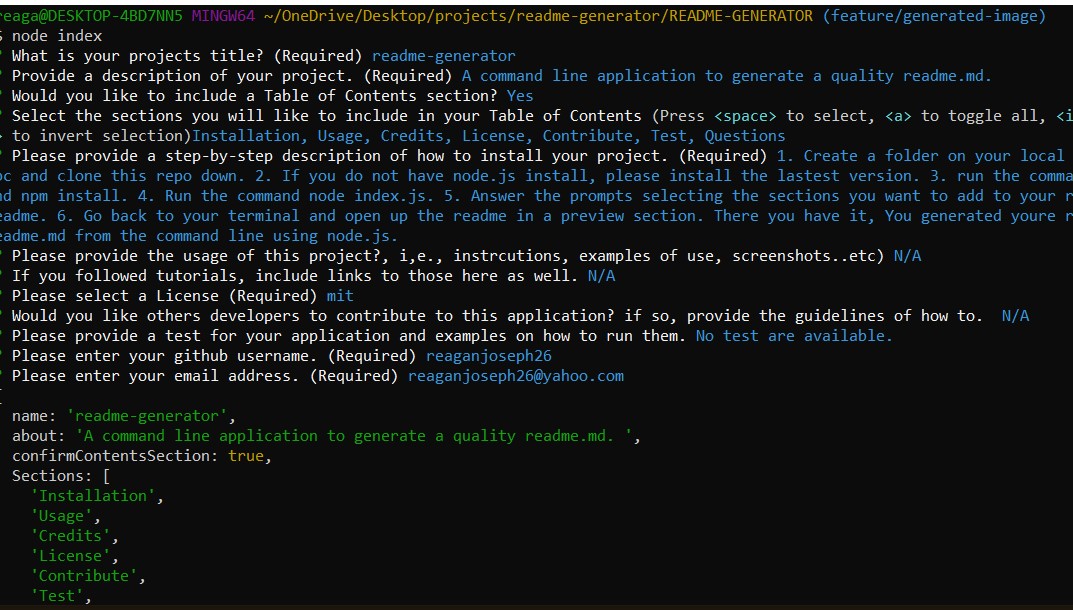 reaga@DESKTOP-4BD7NN5 MINGW64 ~/OneDrive/Desktop/projects/readme-generator/README-GENERATOR (feature/generated-image)
$ node index
? What is your projects title? (Required) readme-generator
? Provide a description of your project. (Required) A command line application to generate a quality readme.md.
? Would you like to include a Table of Contents section? Yes
? Select the sections you will like to include in your Table of Contents (Press <space> to select, <a> to toggle all, <i
> to invert selection)Installation, Usage, Credits, License, Contribute, Test, Questions
? Please provide a step-by-step description of how to install your project. (Required) 1. Create a folder on your local
pc and clone this repo down. 2. If you do not have node.js install, please install the lastest version. 3. run the comma
nd npm install. 4. Run the command node index.js. 5. Answer the prompts selecting the sections you want to add to your r
eadme. 6. Go back to your terminal and open up the readme in a preview section. There you have it, You generated youre r
eadme.md from the command line using node.js.
? Please provide the usage of this project?, i,e., instrcutions, examples of use, screenshots..etc) N/A
? If you followed tutorials, include links to those here as well. N/A
? Please select a License (Required) mit
? Would you like others developers to contribute to this application? if so, provide the guidelines of how to.  N/A
? Please provide a test for your application and examples on how to run them. No test are available.
? Please enter your github username. (Required) reaganjoseph26
? Please enter your email address. (Required) reaganjoseph26@yahoo.com
{
name: 'readme-generator',
about: 'A command line application to generate a quality readme.md. ',
confirmContentsSection: true,
Sections: [
'Installation',
'Usage',
'Credits',
'License',
'Contribute',
'Test',